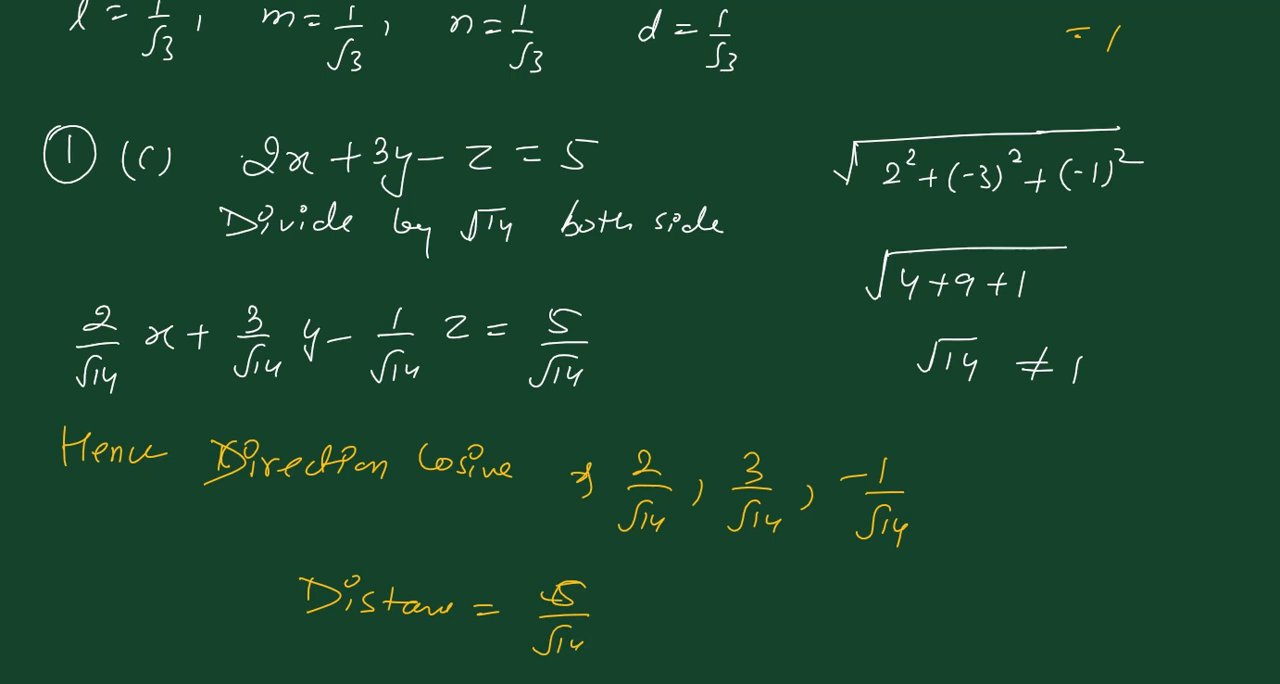 l = 1/√3, m = 1/√3, n = 1/√3 d = 1/√3
= 1
① (C) 2x + 3y - z = 5
√(2² + (-3)² + (-1)²)
Divide by √14 both side
√(4+9+1)
2/√14 x + 3/√14 y - 1/√14 z = 5/√14
√14 ≠ 1
Hence Direction Cosine 2/√14, 3/√14, -1/√14
= 5/√14